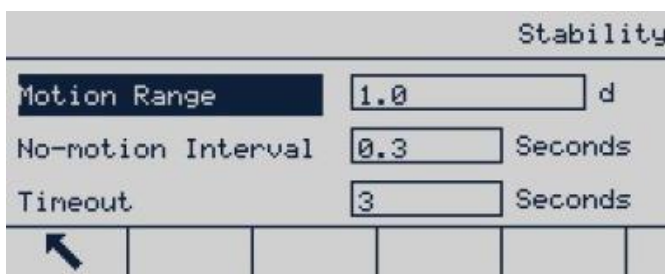 Stability
Motion Range 1.0 d
No-motion Interval 0.3 Seconds
Timeout 3 Seconds